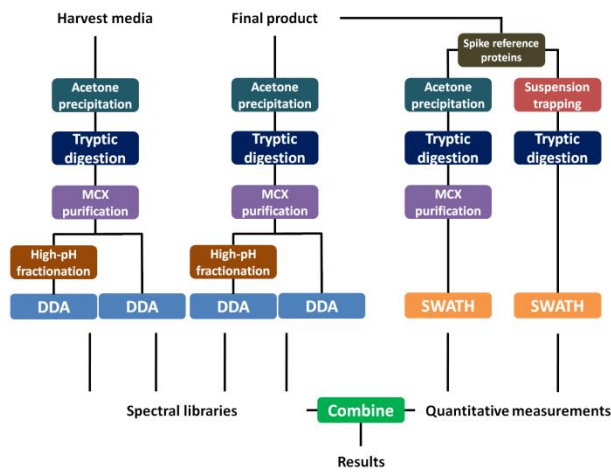 Harvest media
Final product
Spike reference
proteins
Acetone
precipitation
Acetone
precipitation
Acetone
precipitation
Suspension
trapping
Tryptic
digestion
Tryptic
digestion
Tryptic
digestion
Tryptic
digestion
MCX
purification
MCX
purification
MCX
purification
High-pH
fractionation
High-pH
fractionation
DDA
DDA
DDA
DDA
SWATH
SWATH
Spectral libraries
Combine
Quantitative measurements
Results